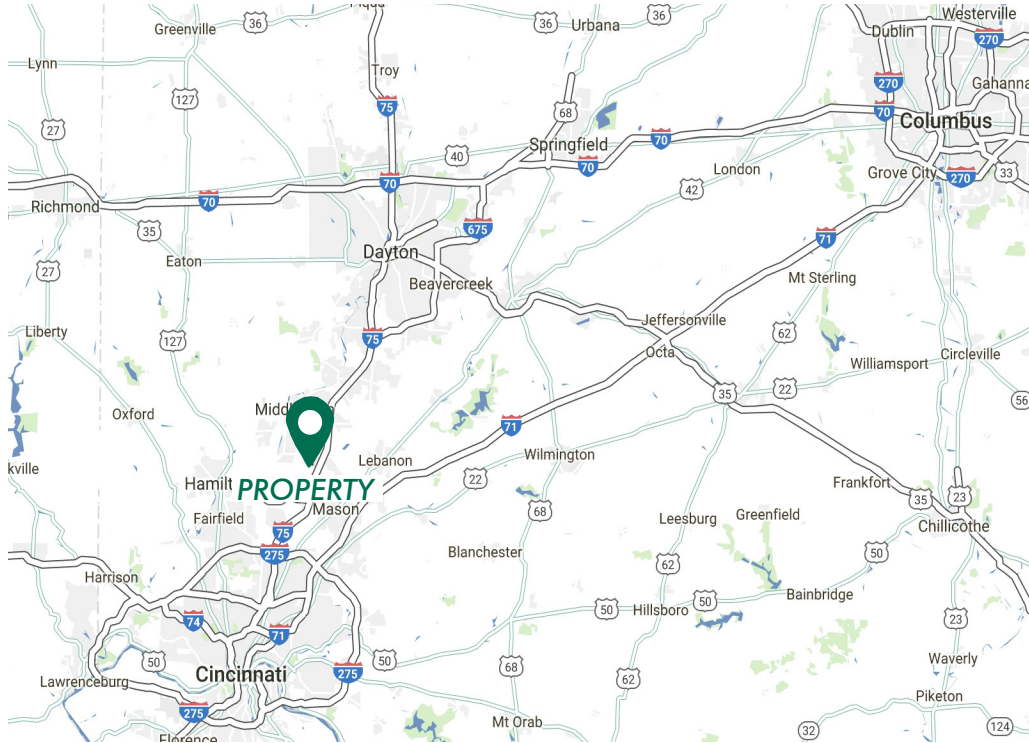 Piqua
36
Greenville
36
Urbana
36
Westerville
Dublin
270
Lynn
Troy
270
Gahanna
127
75
70
68
Columbus
27
Springfield
70
40
70
London
Grove City
270
33
70
42
Richmond
70
35
675
71
Dayton
Eaton
27
Beavercreek
Mt Sterling
Jeffersonville
Liberty
75
62
127
Octa
Circleville
Williamsport
35
22
Oxford
56
71
Lebanon
Wilmington
kville
22
Hamilt
PROPERTY
Frankfort
35
23
Mason
68
Fairfield
Leesburg
Greenfield
Chillicothe
75
275
Blanchester
50
62
Harrison
Bainbridge
50
Hillsboro
50
74
23
71
50
68
Waverly
275
Cincinnati
62
Lawrenceburg
Piketon
275
Mt Orab
32
124
Florence